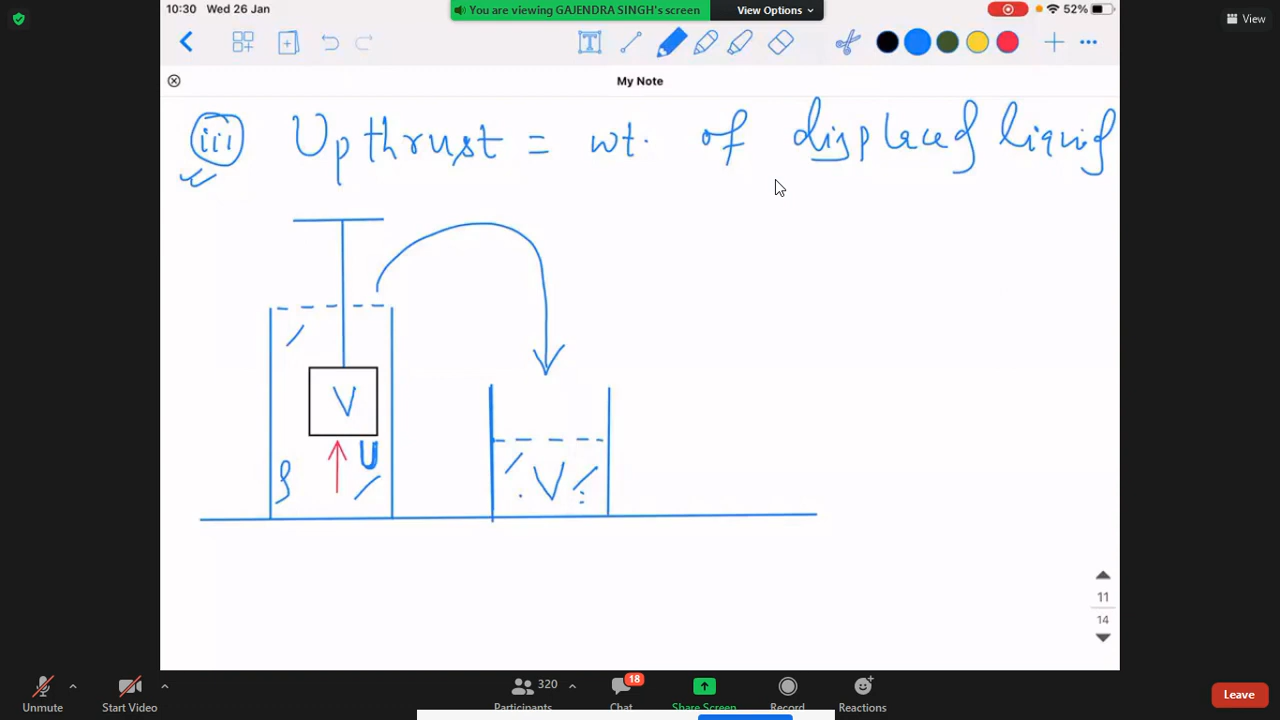 10:30 Wed 26 Jan
You are viewing GAJENDRA SINGH's screen
View Options
52%
View
T
My Note
iii Upthrust = wt. of displaced liquid
V
U
ρ
V
11
14
Unmute
Start Video
Participants
320
Chat
18
Share Screen
Record
Reactions
Leave